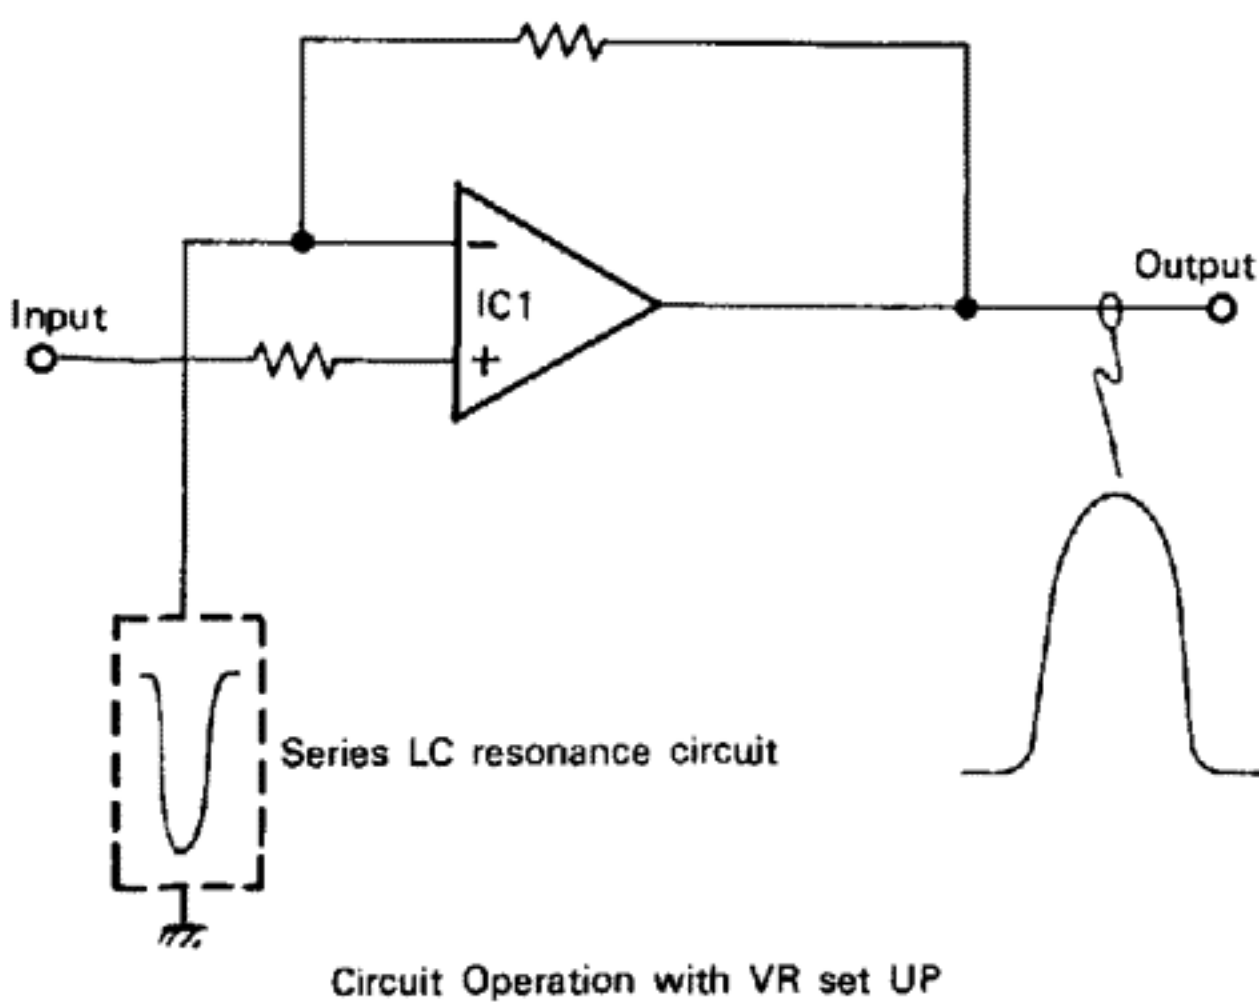 Output
Input
−
IC1
+
Series LC resonance circuit
Circuit Operation with VR set UP